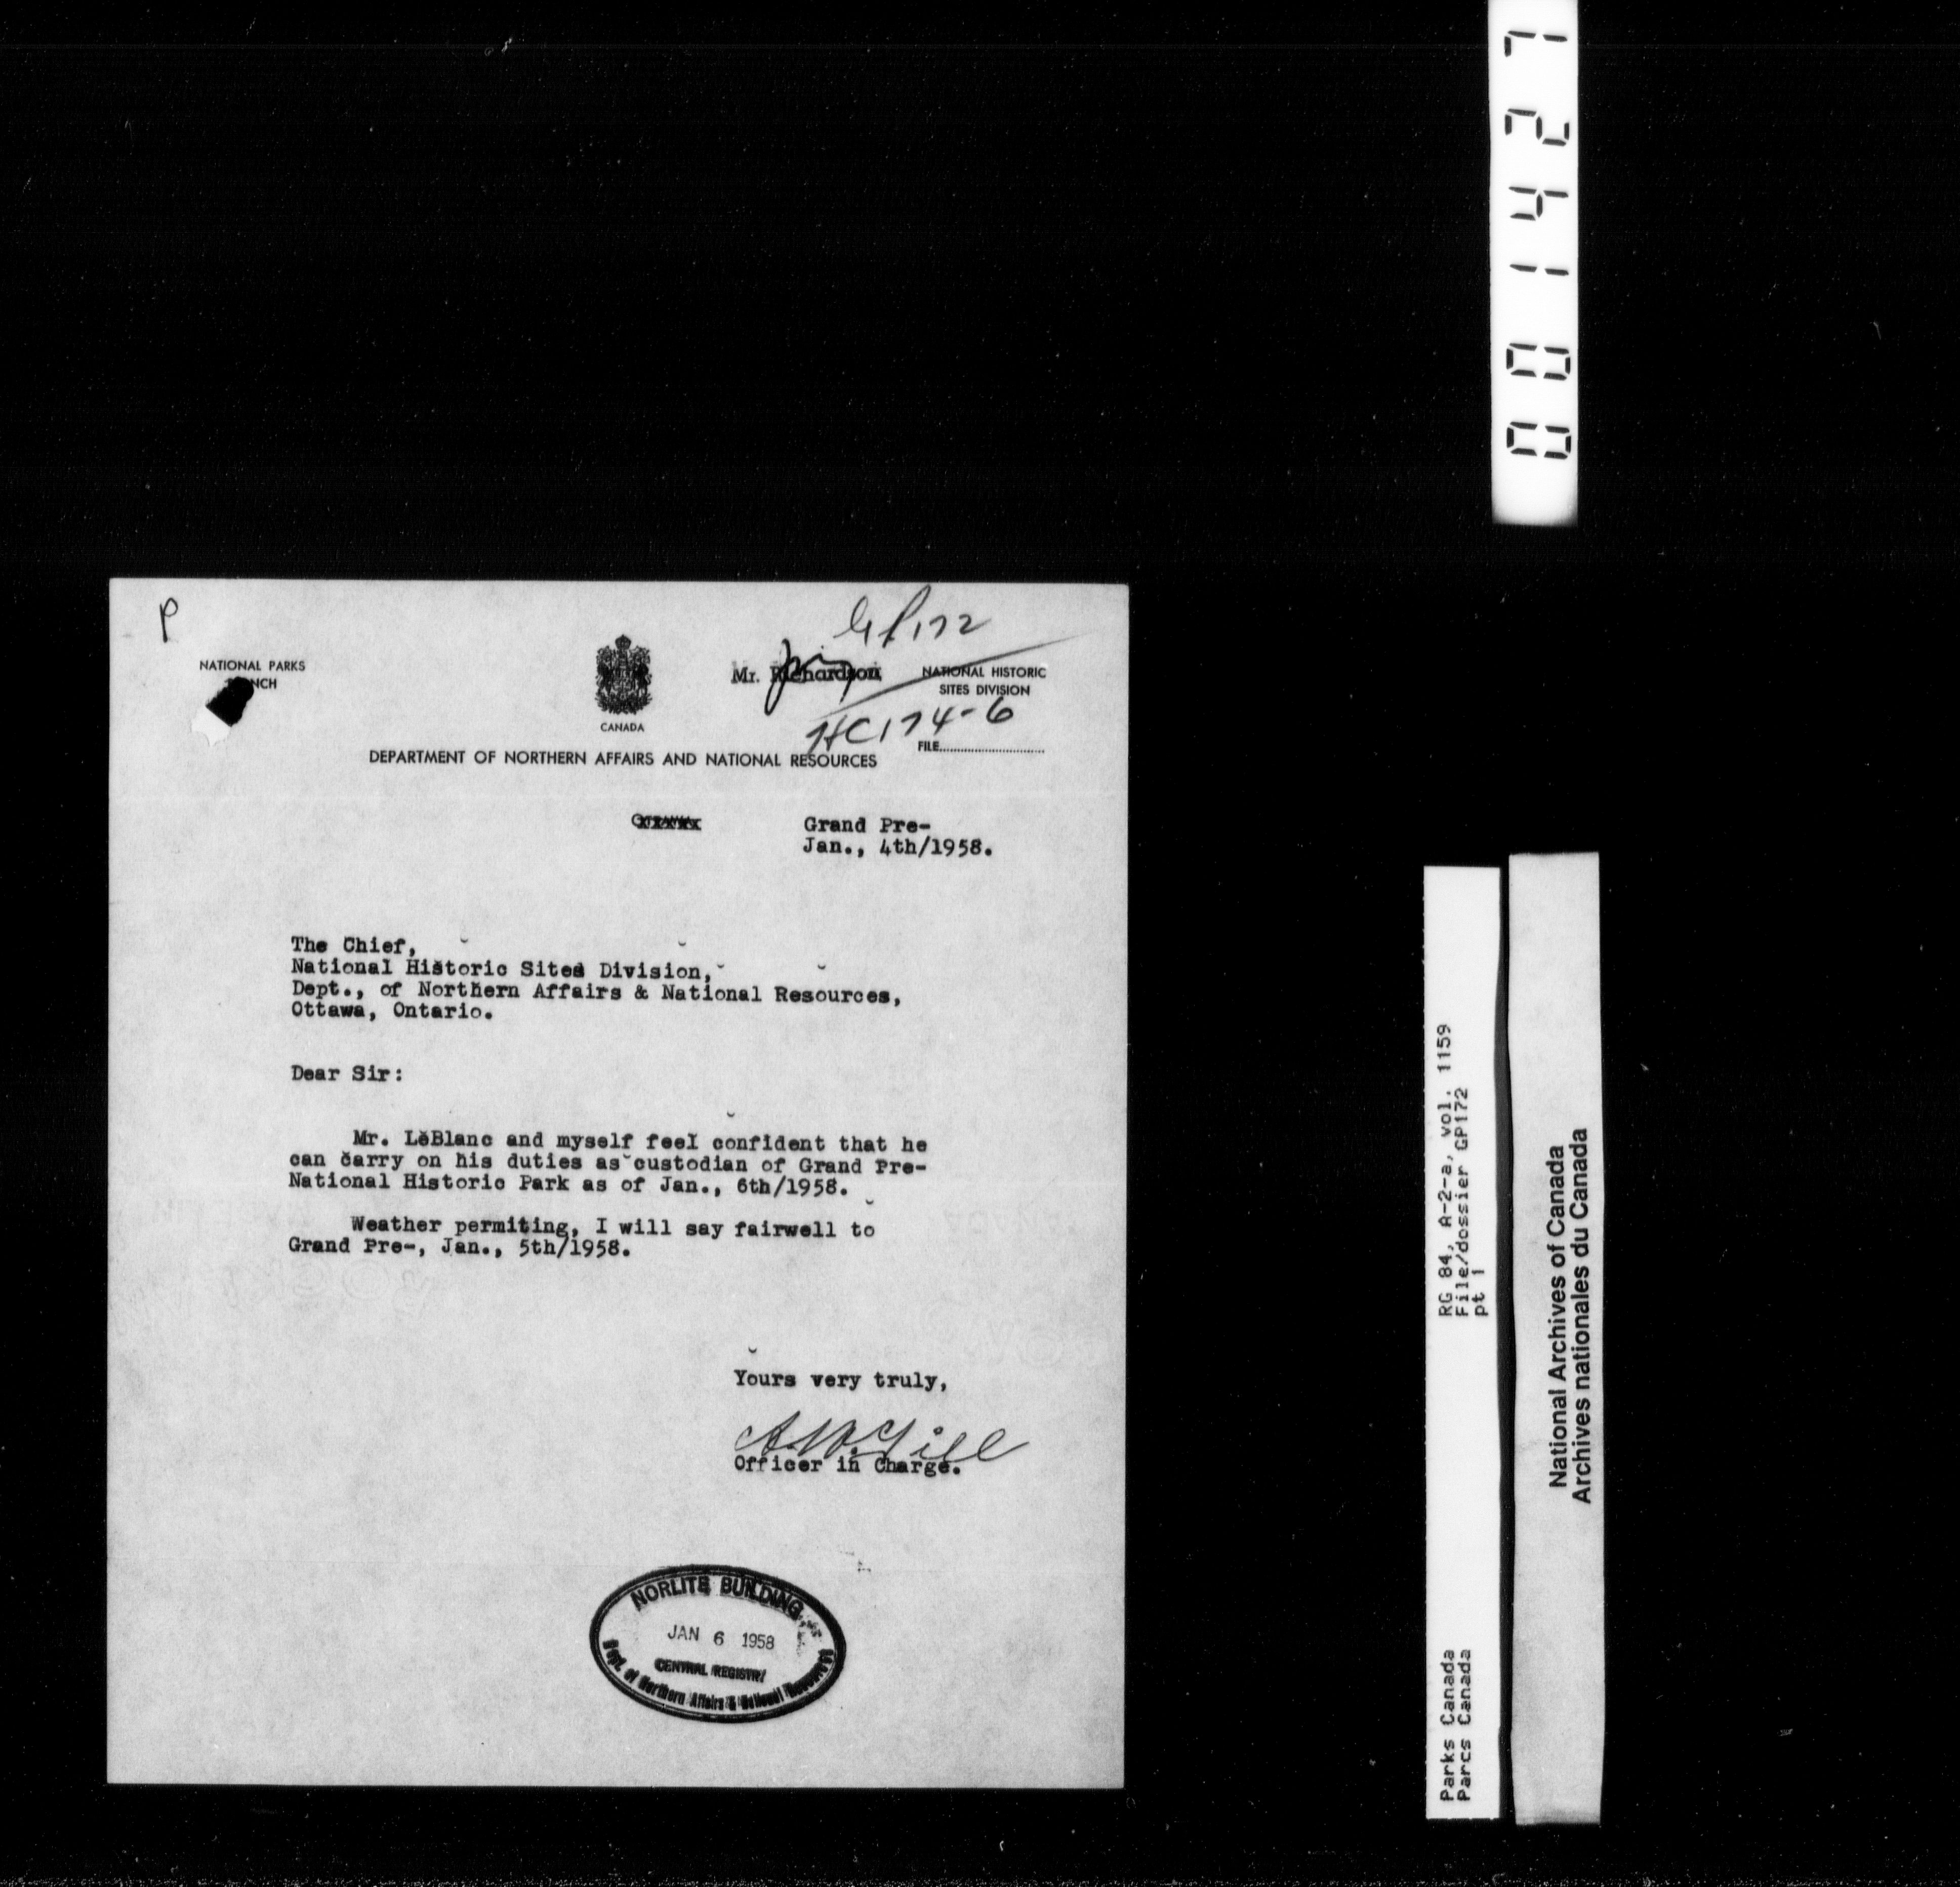 P
GP172
NATIONAL PARKS
Mr. Richardson
NATIONAL HISTORIC
SITES DIVISION
CANADA
HC174-6
FILE
DEPARTMENT OF NORTHERN AFFAIRS AND NATIONAL RESOURCES
Grand Pre-
Jan., 4th/1958.
The Chief,
National Historic Sites Division,
Dept., of Northern Affairs & National Resources,
Ottawa, Ontario.
Dear Sir:
Mr. LeBlanc and myself feel confident that he
can carry on his duties as custodian of Grand Pre-
National Historic Park as of Jan., 6th/1958.
Weather permiting, I will say fairwell to
Grand Pre-, Jan., 5th/1958.
Yours very truly,
Officer in Charge.
NORLITE BUILDING
JAN 6 1958
CENTRAL REGISTRY
Dept. of Northern Affairs & National Resources
001427
RG 84, A-2-a, vol. 1159
File/dossier GP172
pt 1
Parks Canada
Parcs Canada
National Archives of Canada
Archives nationales du Canada